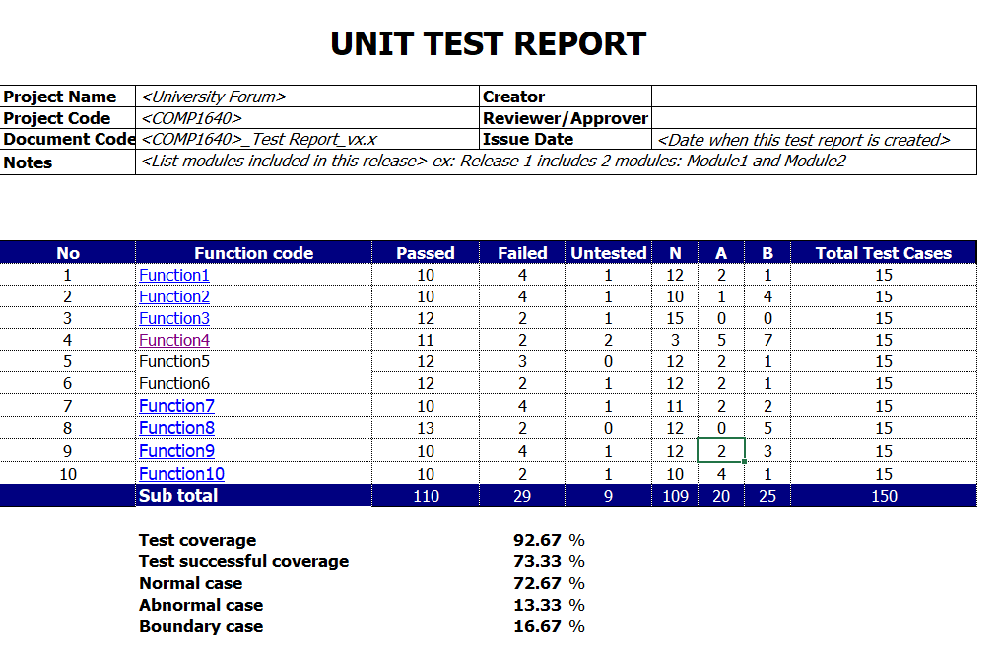 UNIT TEST REPORT
Project Name <University Forum> Creator
Project Code <COMP1640> Reviewer/Approver
Document Code <COMP1640>_Test Report_vx.x Issue Date <Date when this test report is created>
Notes <List modules included in this release> ex: Release 1 includes 2 modules: Module1 and Module2
No Function code Passed Failed Untested N A B Total Test Cases
1 Function1 10 4 1 12 2 1 15
2 Function2 10 4 1 10 1 4 15
3 Function3 12 2 1 15 0 0 15
4 Function4 11 2 2 3 5 7 15
5 Function5 12 3 0 12 2 1 15
6 Function6 12 2 1 12 2 1 15
7 Function7 10 4 1 11 2 2 15
8 Function8 13 2 0 12 0 5 15
9 Function9 10 4 1 12 2 3 15
10 Function10 10 2 1 10 4 1 15
Sub total 110 29 9 109 20 25 150
Test coverage 92.67 %
Test successful coverage 73.33 %
Normal case 72.67 %
Abnormal case 13.33 %
Boundary case 16.67 %